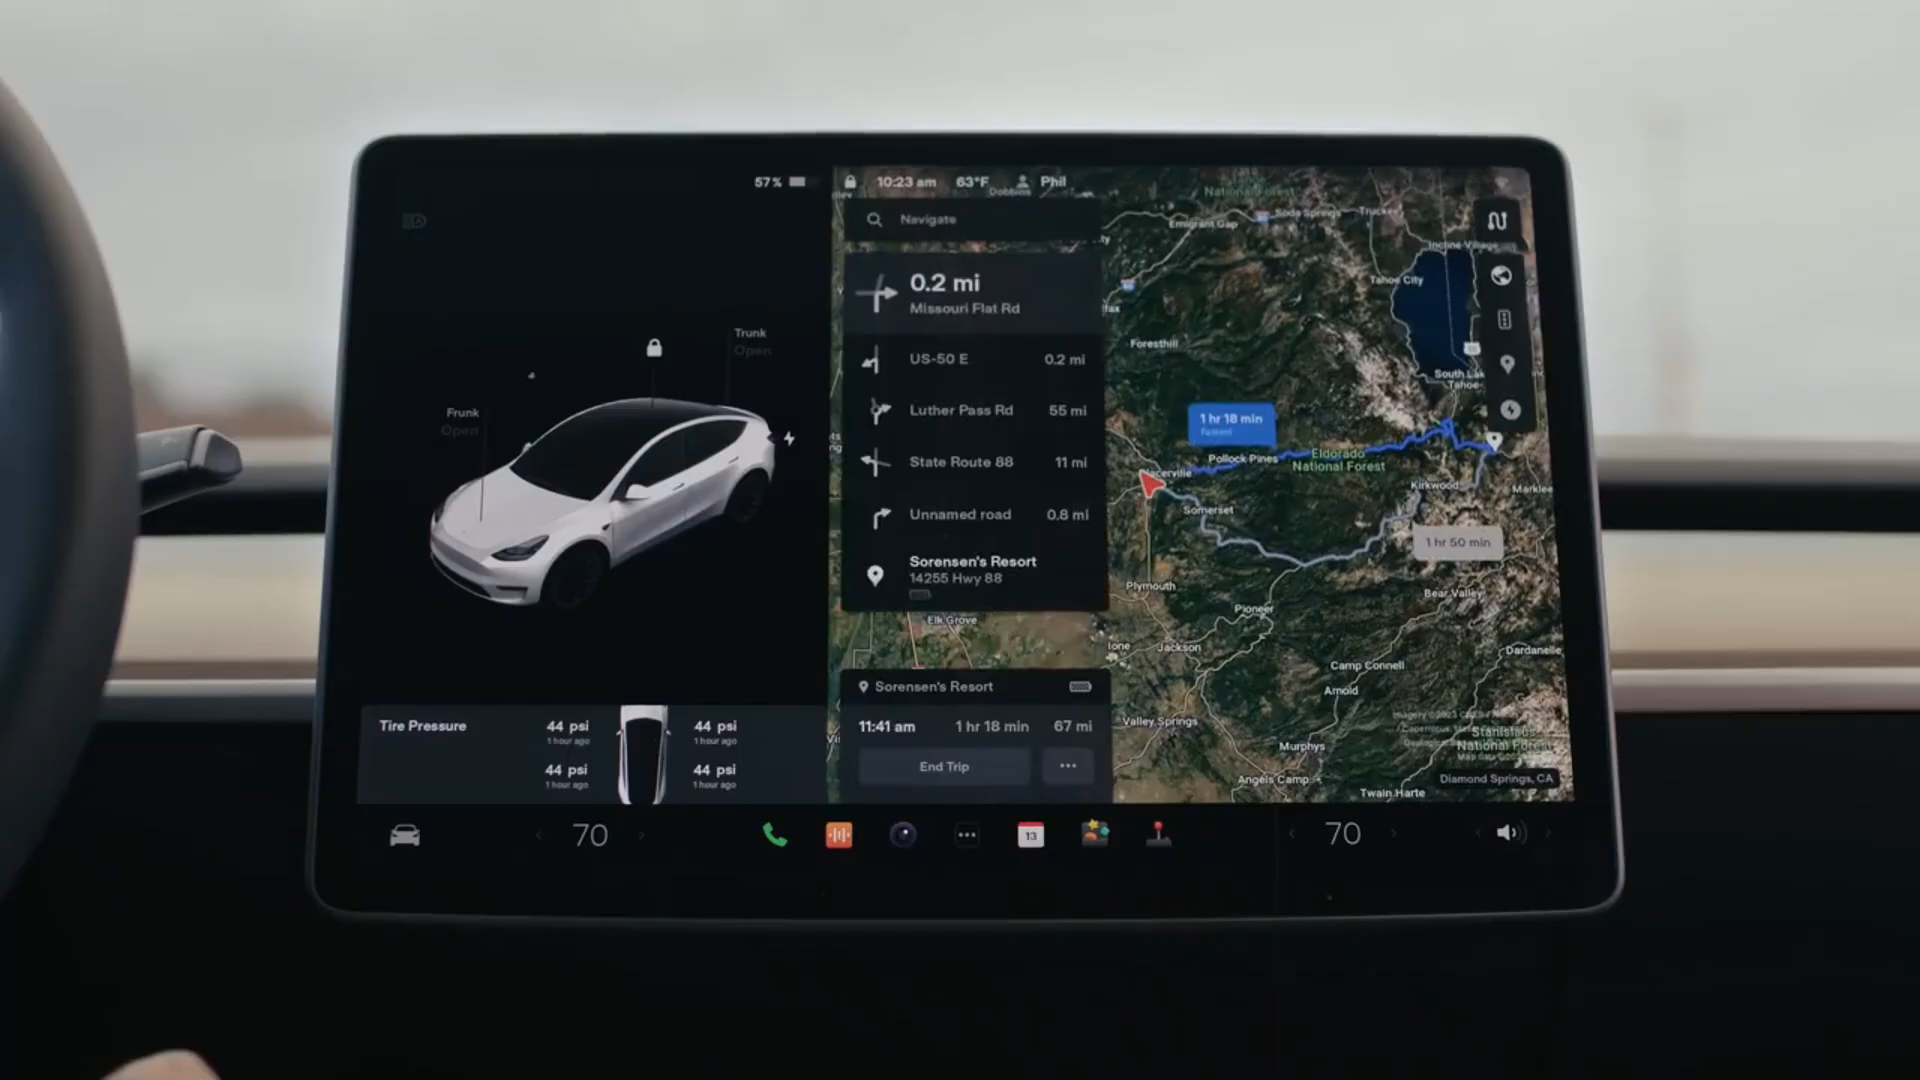 57%
10:23 am 63°F Phil
Navigate
0.2 mi
Missouri Flat Rd
US-50 E 0.2 mi
Luther Pass Rd 55 mi
State Route 88 11 mi
Unnamed road 0.8 mi
Sorensen's Resort
14255 Hwy 88
Trunk
Open
Frunk
Open
Tire Pressure
44 psi
1 hour ago
44 psi
1 hour ago
44 psi
1 hour ago
44 psi
1 hour ago
Sorensen's Resort
11:41 am 1 hr 18 min 67 mi
End Trip
Dobbins
National Forest
Emigrant Gap
Soda Springs
Incline Village
Tahoe City
Foresthill
South Lake
Tahoe
1 hr 18 min
Fastest
Pollock Pines
Eldorado
National Forest
Placerville
Kirkwood
Marklee
Somerset
1 hr 50 min
Plymouth
Bear Valley
Pioneer
Elk Grove
Ione
Jackson
Dardanelle
Camp Connell
Arnold
Valley Springs
Stanislaus
National Forest
Murphys
Angels Camp
Diamond Springs, CA
Twain Harte
70
13
70